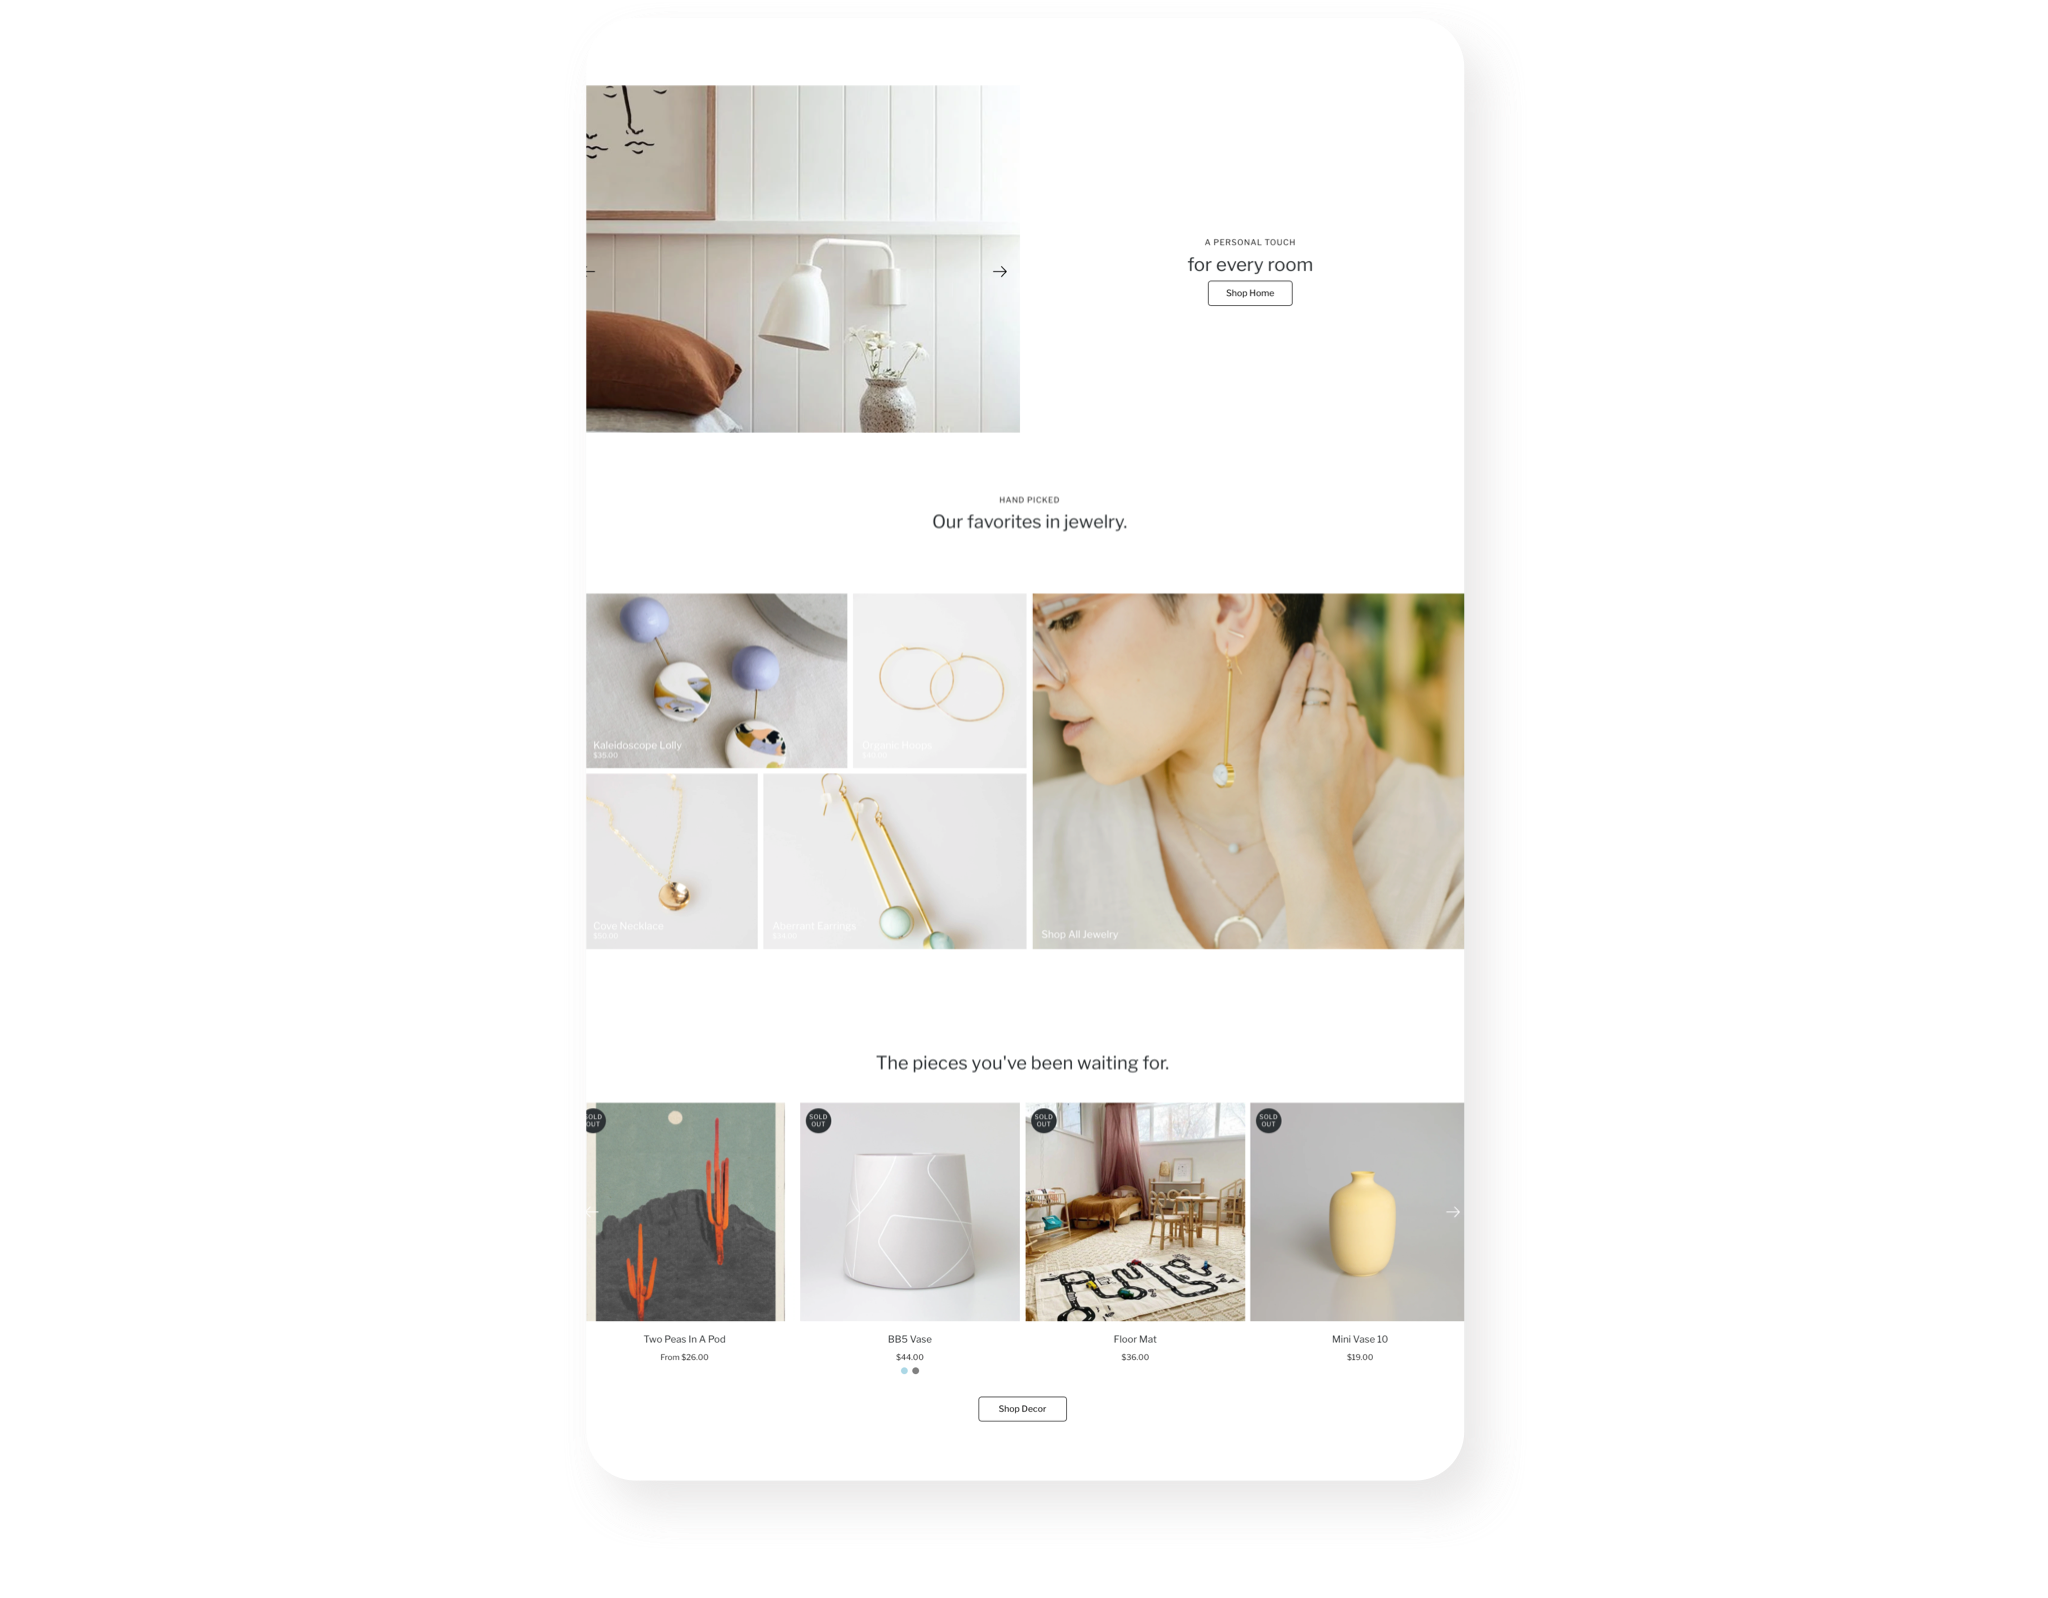 A PERSONAL TOUCH
for every room
Shop Home
HAND PICKED
Our favorites in jewelry.
Kaleidoscope Lolly
$35.00
Organic Hoops
Cove Necklace
$50.00
Aberrant Earrings
Shop All Jewelry
The pieces you've been waiting for.
SOLD
OUT
SOLD
OUT
SOLD
OUT
SOLD
OUT
Two Peas In A Pod
From $26.00
BB5 Vase
$44.00
Floor Mat
$36.00
Mini Vase 10
$19.00
Shop Decor